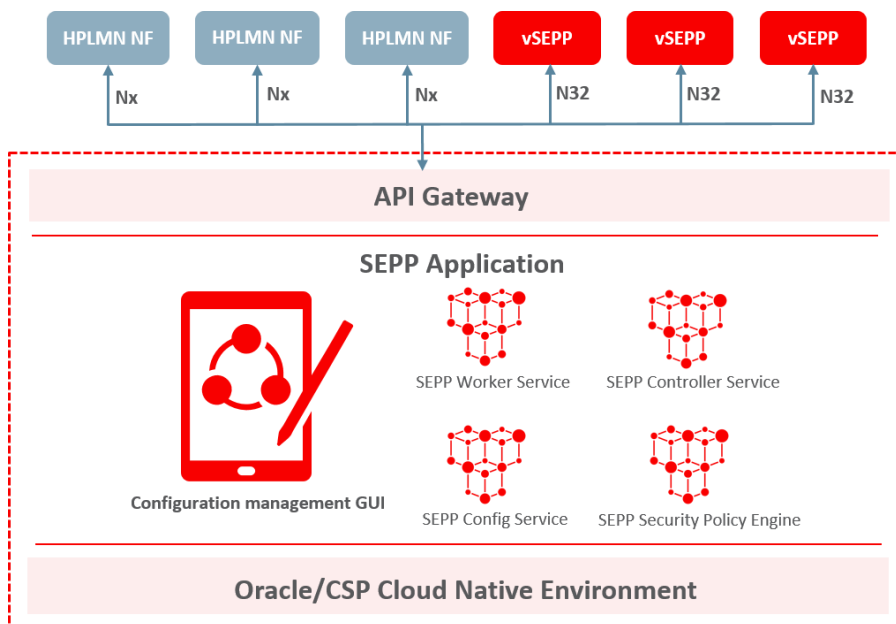 HPLMN NF
HPLMN NF
HPLMN NF
vSEPP
vSEPP
vSEPP
Nx
Nx
Nx
N32
N32
N32
API Gateway
SEPP Application
SEPP Worker Service
SEPP Controller Service
Configuration management GUI
SEPP Config Service
SEPP Security Policy Engine
Oracle/CSP Cloud Native Environment